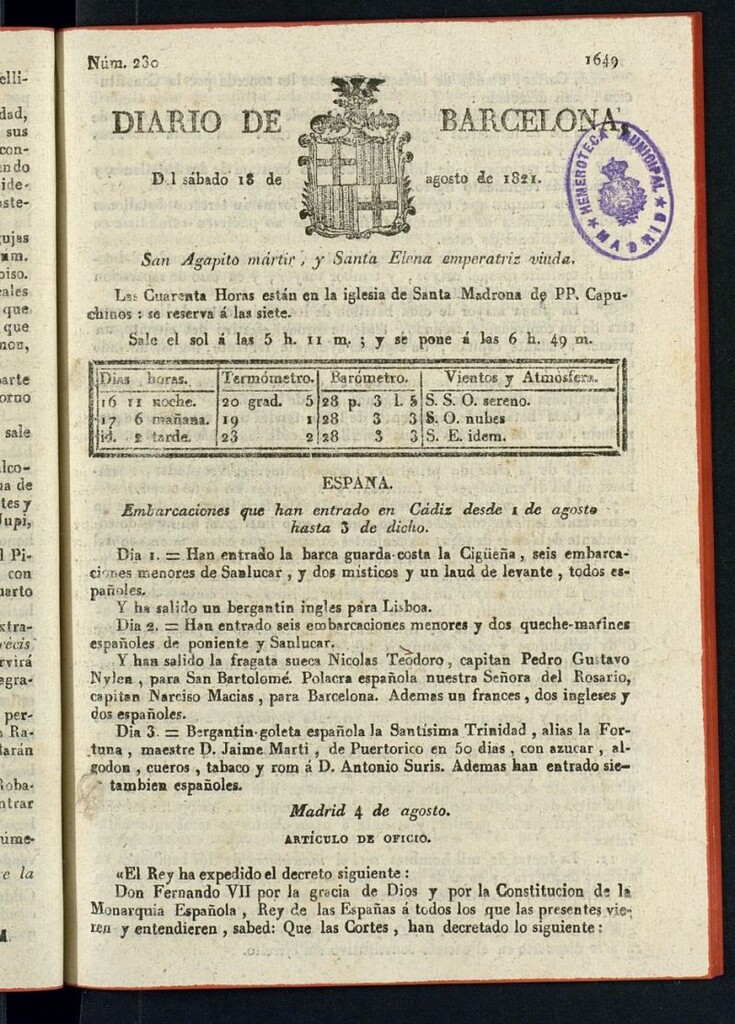 Núm. 230 1649
DIARIO DE BARCELONA,
D l sábado 18 de agosto de 1821.
HEMEROTECA MUNICIPAL
MADRID
San Agapito mártir, y Santa Elena emperatriz viuda.
Las Cuarenta Horas están en la iglesia de Santa Madrona de PP. Capu-
chinos : se reserva á las siete.
Sale el sol á las 5 h. 11 m. ; y se pone á las 6 h. 49 m.
Dias horas. Termómetro. Barómetro. Vientos y Atmósfera.
16 11 noche. 20 grad. 5 28 p. 3 l. 5 S. S. O. sereno.
17 6 mañana. 19 1 28 3 3 S. O. nubes
id. 2 tarde. 23 2 28 3 3 S. E. idem.
ESPAÑA.
Embarcaciones que han entrado en Cádiz desde 1 de agosto
hasta 3 de dicho.
Dia 1. = Han entrado la barca guarda-costa la Cigüeña, seis embarca-
ciones menores de Sanlucar, y dos místicos y un laud de levante, todos es-
pañoles.
Y ha salido un bergantin ingles para Lisboa.
Dia 2. = Han entrado seis embarcaciones menores y dos queche-marines
españoles de poniente y Sanlucar.
Y han salido la fragata sueca Nicolas Teodoro, capitan Pedro Gustavo
Nylen, para San Bartolomé. Polacra española nuestra Señora del Rosario,
capitan Narciso Macias, para Barcelona. Ademas un frances, dos ingleses y
dos españoles.
Dia 3. = Bergantin-goleta española la Santísima Trinidad, alias la For-
tuna, maestre D. Jaime Marti, de Puertorico en 50 dias, con azucar, al-
godon, cueros, tabaco y rom á D. Antonio Suris. Ademas han entrado sie-
tambien españoles.
Madrid 4 de agosto.
ARTÍCULO DE OFICIO.
«El Rey ha expedido el decreto siguiente :
Don Fernando VII por la gracia de Dios y por la Constitucion de la
Monarquía Española, Rey de las Españas á todos los que las presentes vie-
ren y entendieren, sabed: Que las Cortes, han decretado lo siguiente :